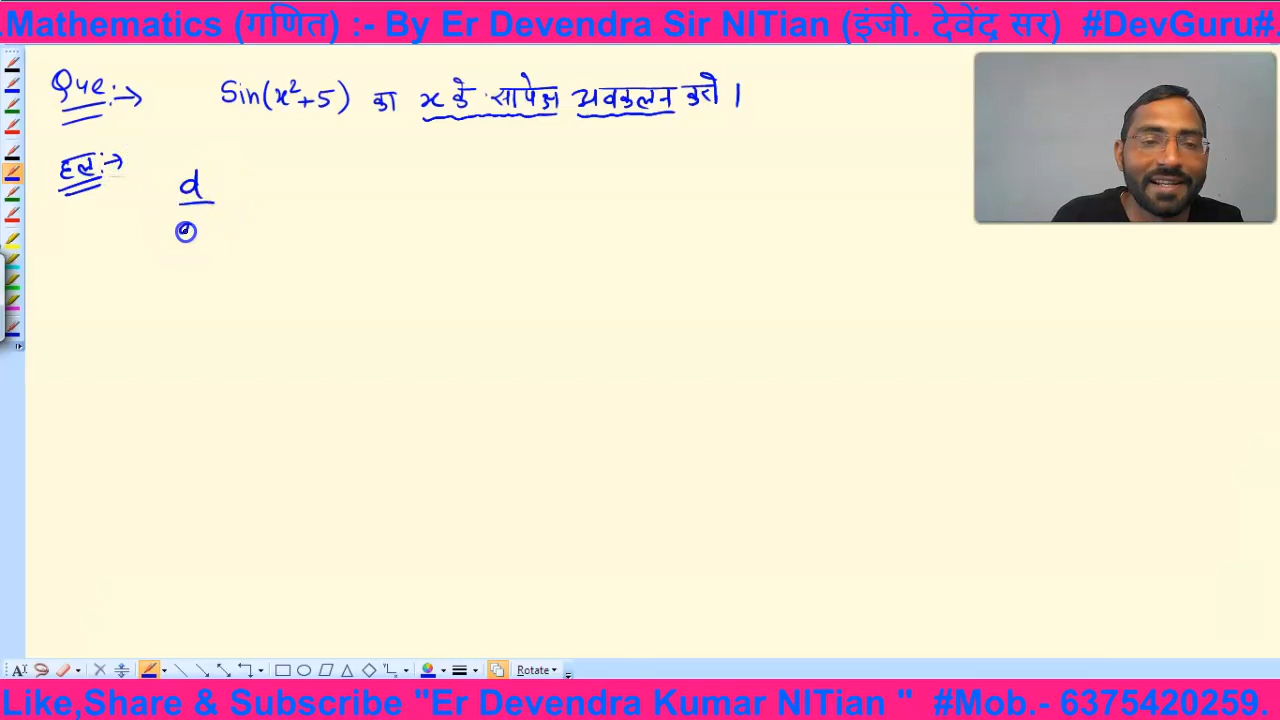 .Mathematics (गणित) :- By Er Devendra Sir NITian (इंजी. देवेंद्र सर) #DevGuru#.
Que:→ Sin(x²+5) का x के सापेक्ष अवकलन करो ।
हल:→
d
d
Rotate
Like,Share & Subscribe "Er Devendra Kumar NITian " #Mob.- 6375420259.